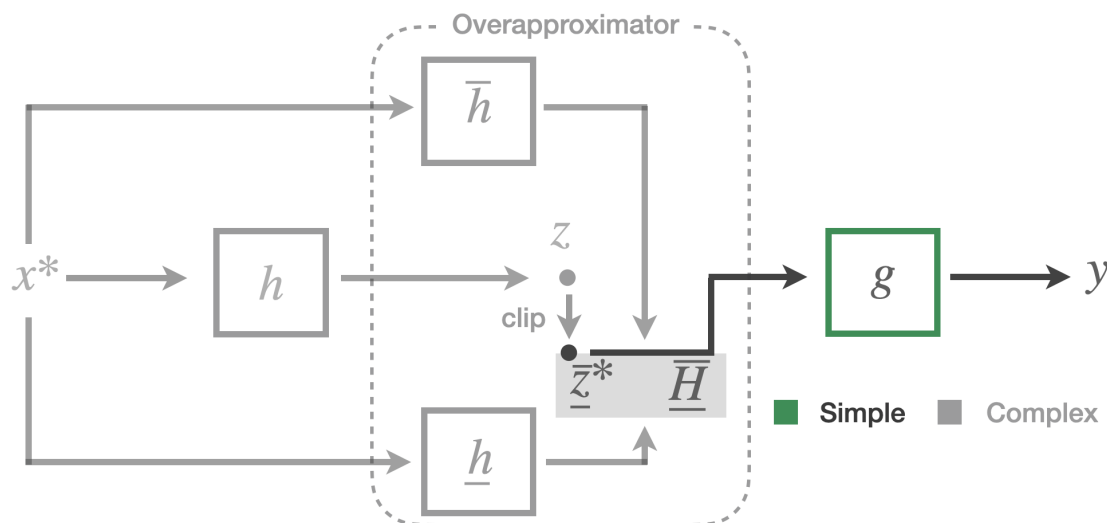 Overapproximator
h̅
z
x*
h
clip
z̲̅*
H̲̅
g
y
h̲
Simple
Complex